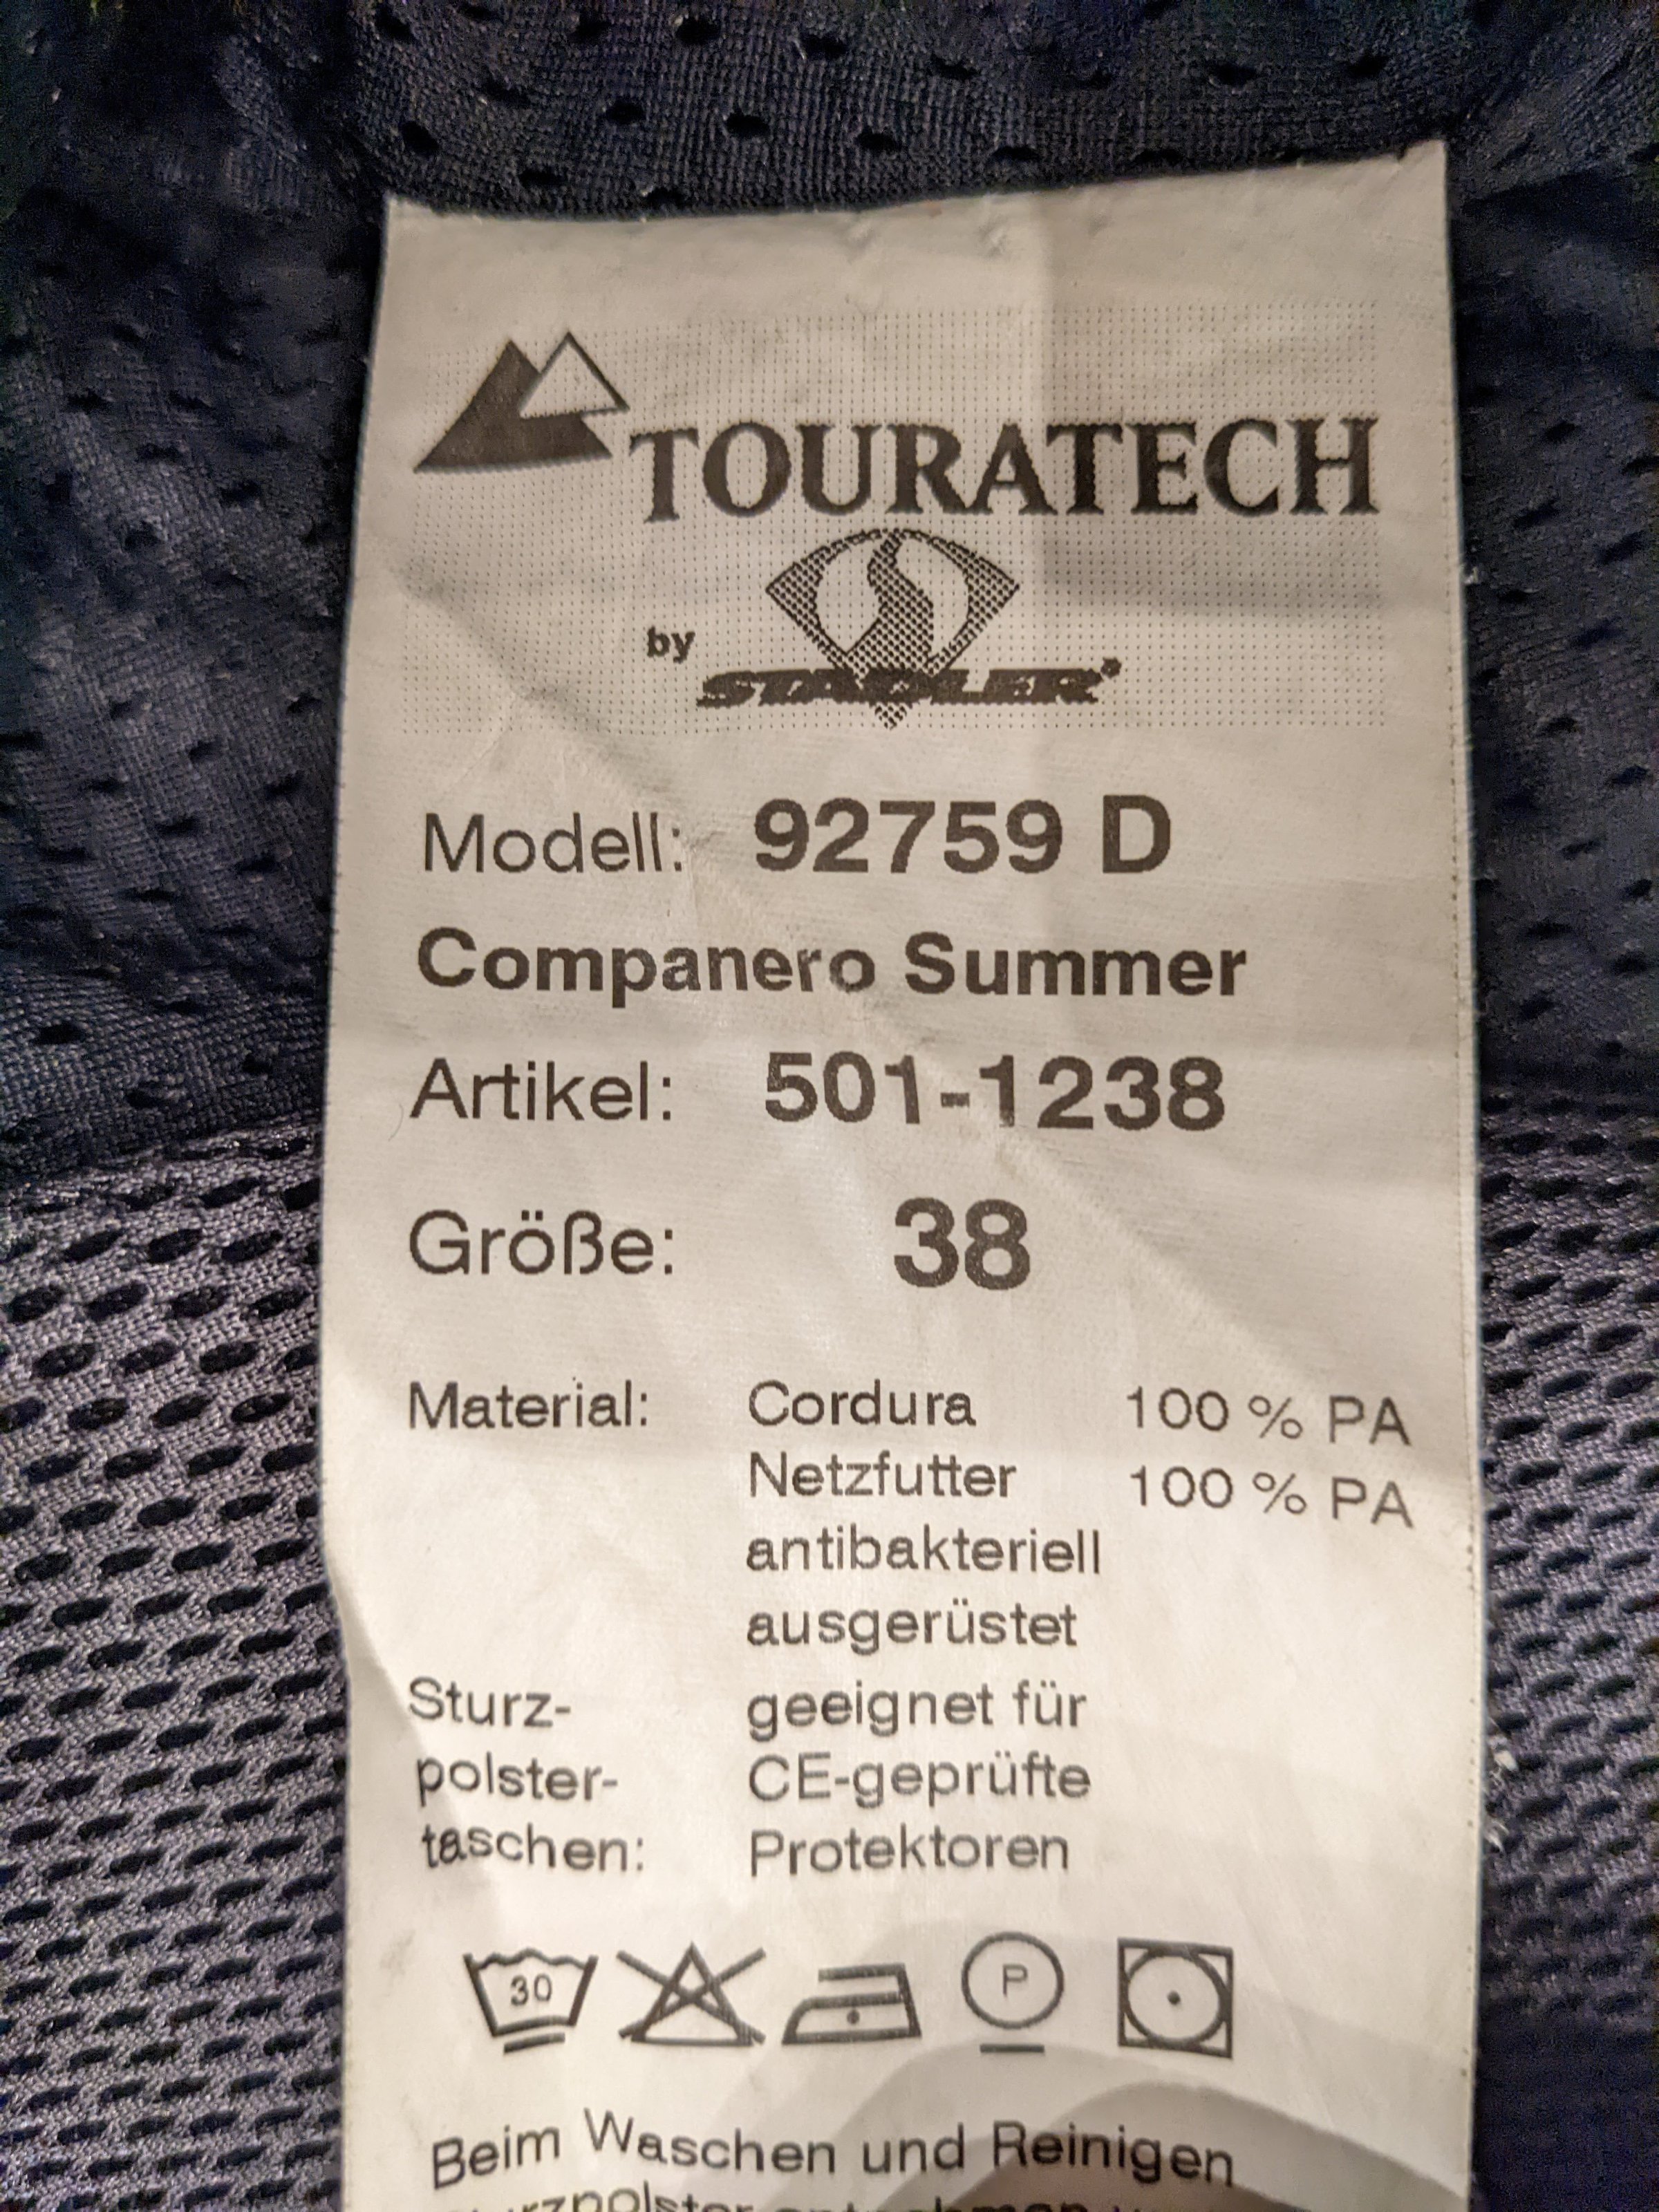 TOURATECH
by STADLER®
Modell: 92759 D
Companero Summer
Artikel: 501-1238
Größe: 38
Material: Cordura 100 % PA
Netzfutter 100 % PA
antibakteriell
ausgerüstet
Sturz- geeignet für
polster- CE-geprüfte
taschen: Protektoren
30 P
Beim Waschen und Reinigen